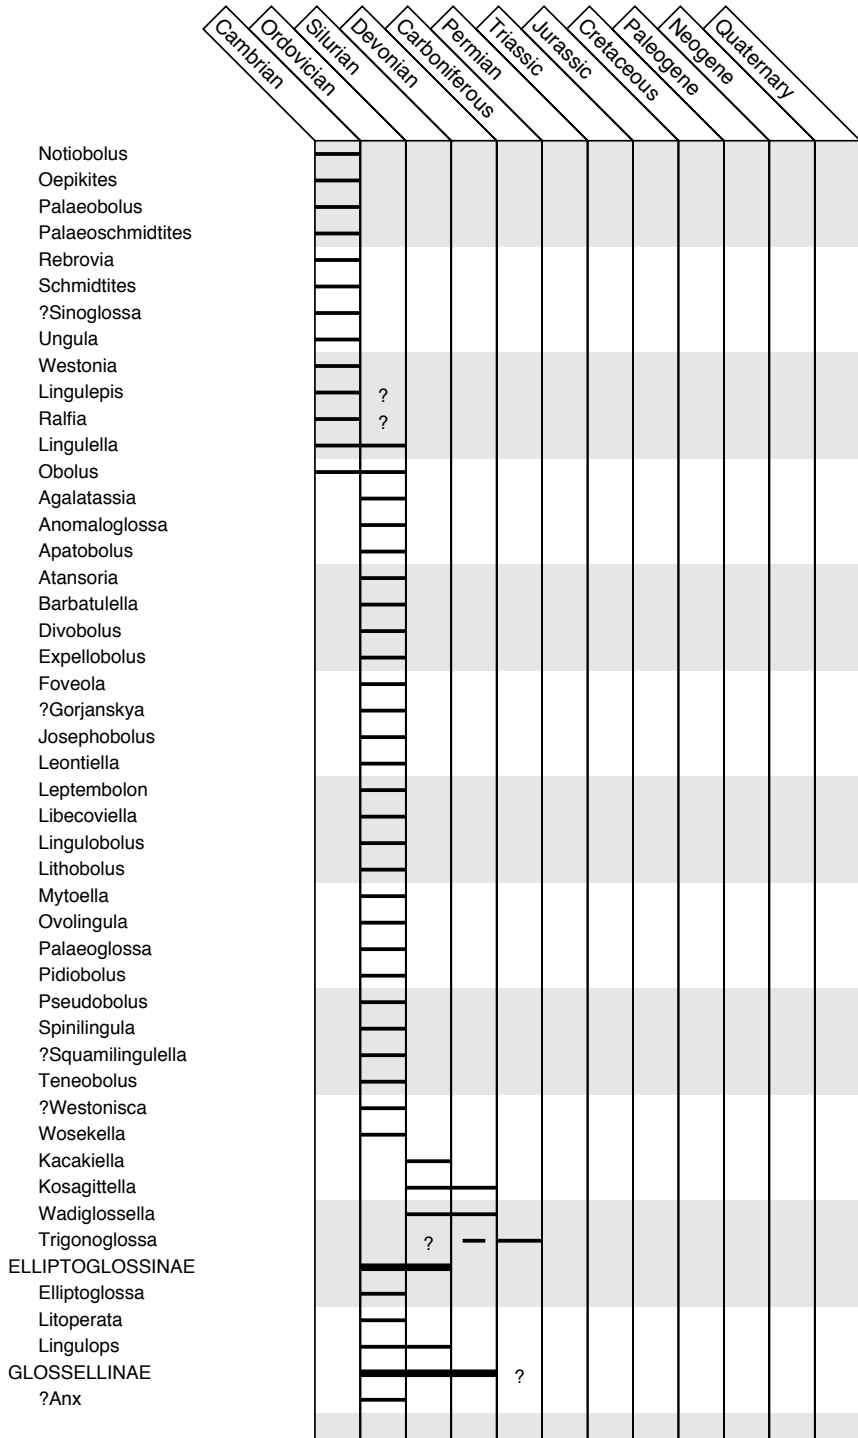 Cambrian
Ordovician
Silurian
Devonian
Carboniferous
Permian
Triassic
Jurassic
Cretaceous
Paleogene
Neogene
Quaternary
Notiobolus
Oepikites
Palaeobolus
Palaeoschmidtites
Rebrovia
Schmidtites
?Sinoglossa
Ungula
Westonia
Lingulepis ?
Ralfia ?
Lingulella
Obolus
Agalatassia
Anomaloglossa
Apatobolus
Atansoria
Barbatulella
Divobolus
Expellobolus
Foveola
?Gorjanskya
Josephobolus
Leontiella
Leptembolon
Libecoviella
Lingulobolus
Lithobolus
Mytoella
Ovolingula
Palaeoglossa
Pidiobolus
Pseudobolus
Spinilingula
?Squamilingulella
Teneobolus
?Westonisca
Wosekella
Kacakiella
Kosagittella
Wadiglossella
Trigonoglossa ?
ELLIPTOGLOSSINAE
Elliptoglossa
Litoperata
Lingulops
GLOSSELLINAE ?
?Anx